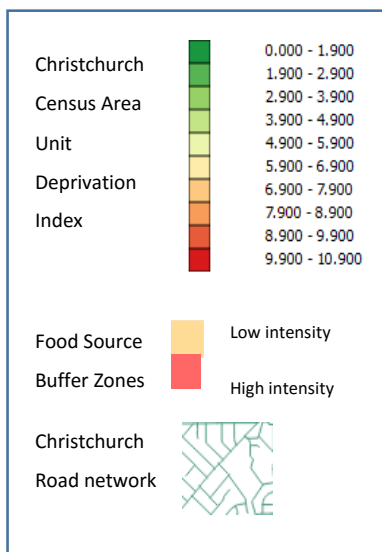 Christchurch
Census Area
Unit
Deprivation
Index
0.000 - 1.900
1.900 - 2.900
2.900 - 3.900
3.900 - 4.900
4.900 - 5.900
5.900 - 6.900
6.900 - 7.900
7.900 - 8.900
8.900 - 9.900
9.900 - 10.900
Food Source
Buffer Zones
Low intensity
High intensity
Christchurch
Road network